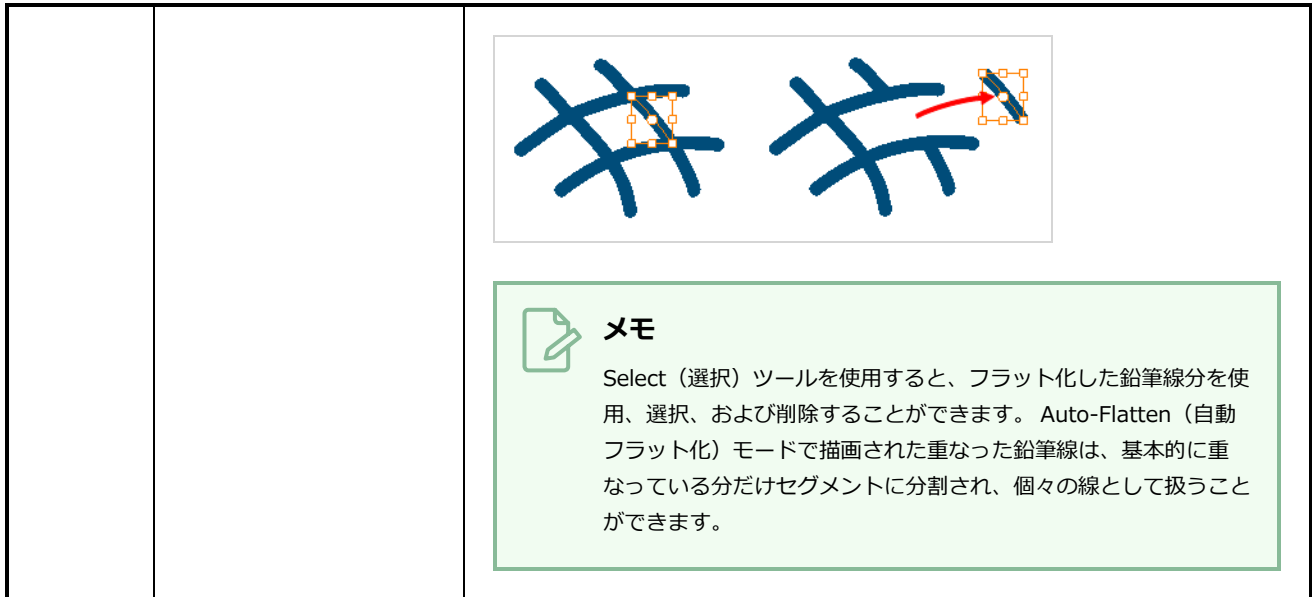 メモ
Select（選択）ツールを使用すると、フラット化した鉛筆線分を使
用、選択、および削除することができます。 Auto-Flatten（自動
フラット化）モードで描画された重なった鉛筆線は、基本的に重
なっている分だけセグメントに分割され、個々の線として扱うこと
ができます。